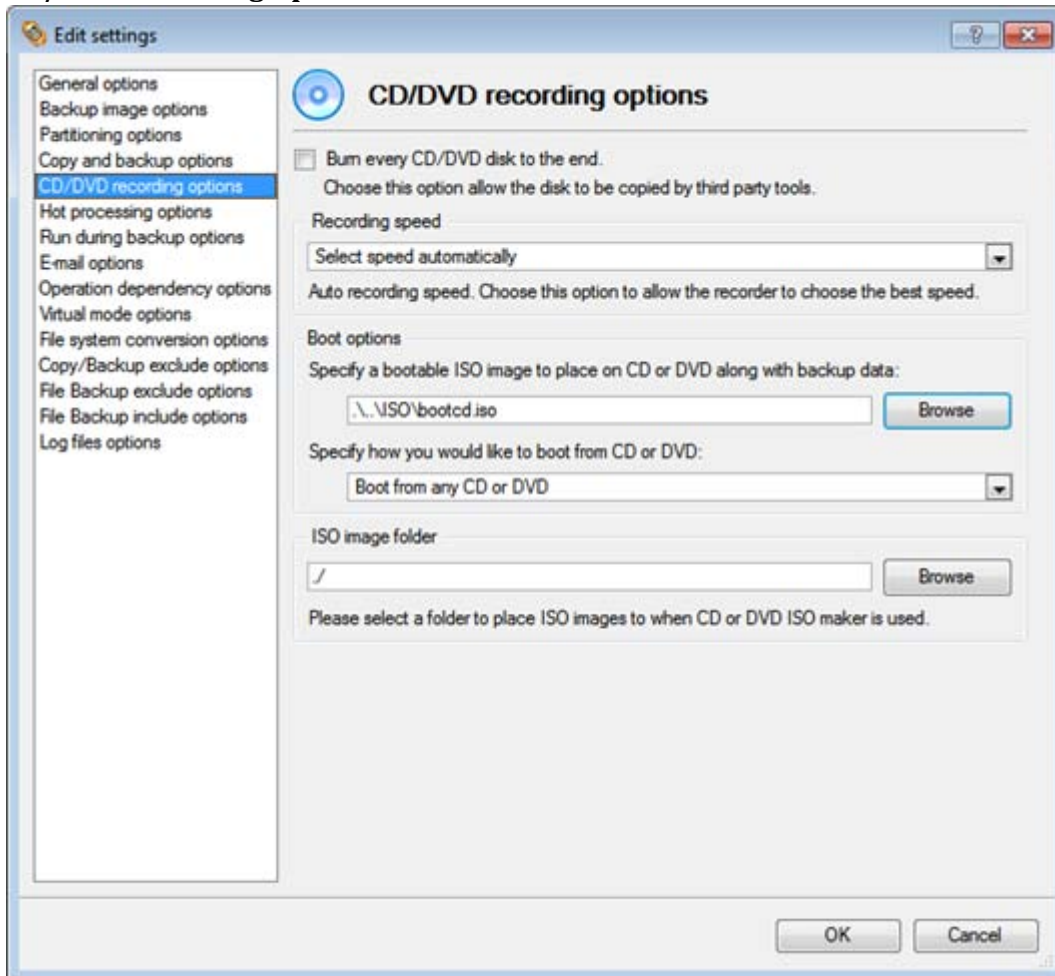 Edit settings
General options
Backup image options
Partitioning options
Copy and backup options
CD/DVD recording options
Hot processing options
Run during backup options
E-mail options
Operation dependency options
Virtual mode options
File system conversion options
Copy/Backup exclude options
File Backup exclude options
File Backup include options
Log files options
CD/DVD recording options
Burn every CD/DVD disk to the end.
Choose this option allow the disk to be copied by third party tools.
Recording speed
Select speed automatically
Auto recording speed. Choose this option to allow the recorder to choose the best speed.
Boot options
Specify a bootable ISO image to place on CD or DVD along with backup data:
.\..\ISO\bootcd.iso
Browse
Specify how you would like to boot from CD or DVD:
Boot from any CD or DVD
ISO image folder
./
Browse
Please select a folder to place ISO images to when CD or DVD ISO maker is used.
OK
Cancel